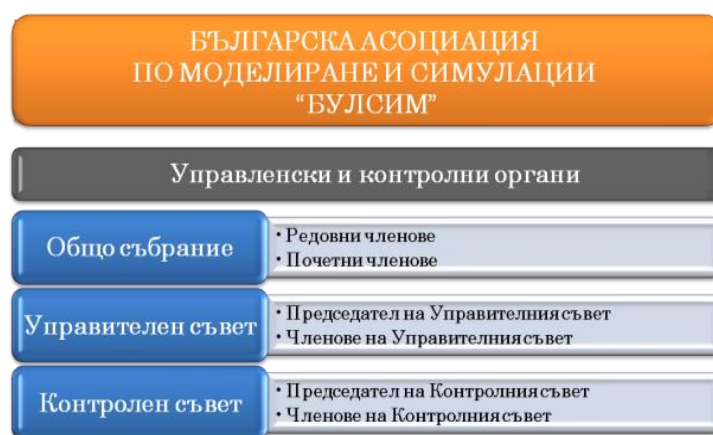 БЪЛГАРСКА АСОЦИАЦИЯ
ПО МОДЕЛИРАНЕ И СИМУЛАЦИИ
“БУЛСИМ”
Управленски и контролни органи
Общо събрание
• Редовни членове
• Почетни членове
Управителен съвет
• Председател на Управителния съвет
• Членове на Управителния съвет
Контролен съвет
• Председател на Контролния съвет
• Членове на Контролния съвет